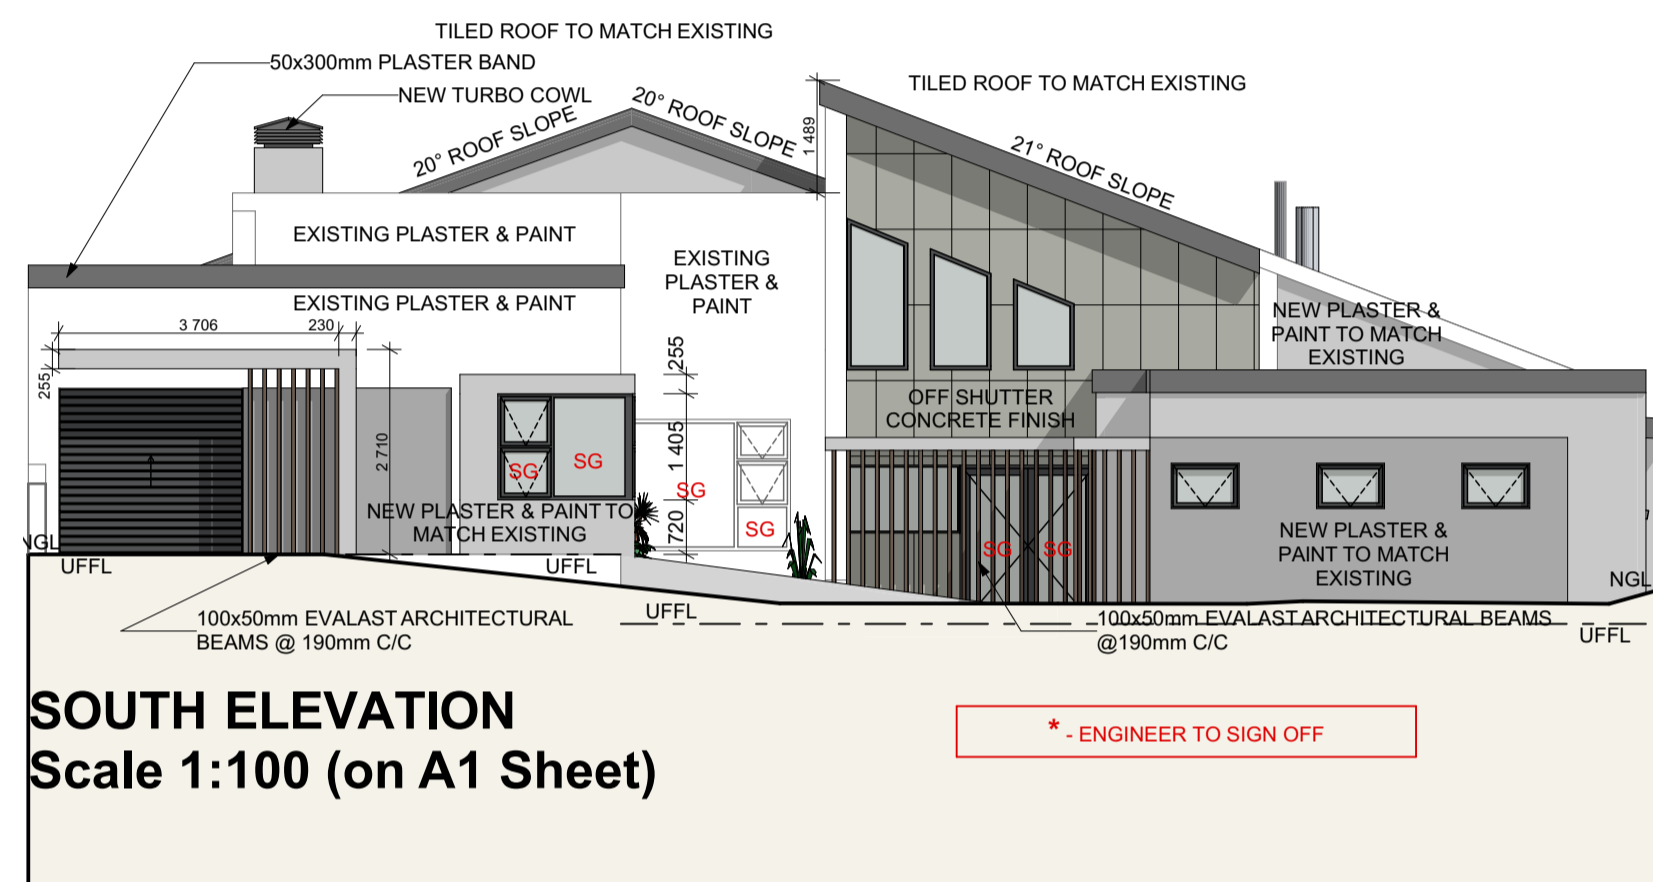 TILED ROOF TO MATCH EXISTING
50x300mm PLASTER BAND
NEW TURBO COWL
TILED ROOF TO MATCH EXISTING
20° ROOF SLOPE
20° ROOF SLOPE
1 489
21° ROOF SLOPE
EXISTING PLASTER & PAINT
EXISTING
PLASTER &
PAINT
EXISTING PLASTER & PAINT
3 706
230
255
2 710
255
1 405
720
NEW PLASTER &
PAINT TO MATCH
EXISTING
OFF SHUTTER
CONCRETE FINISH
SG
SG
SG
SG
SG
SG
NEW PLASTER & PAINT TO
MATCH EXISTING
NEW PLASTER &
PAINT TO MATCH
EXISTING
NGL
UFFL
UFFL
UFFL
NGL
UFFL
100x50mm EVALAST ARCHITECTURAL
BEAMS @ 190mm C/C
100x50mm EVALAST ARCHITECTURAL BEAMS
@190mm C/C
SOUTH ELEVATION
Scale 1:100 (on A1 Sheet)
* - ENGINEER TO SIGN OFF